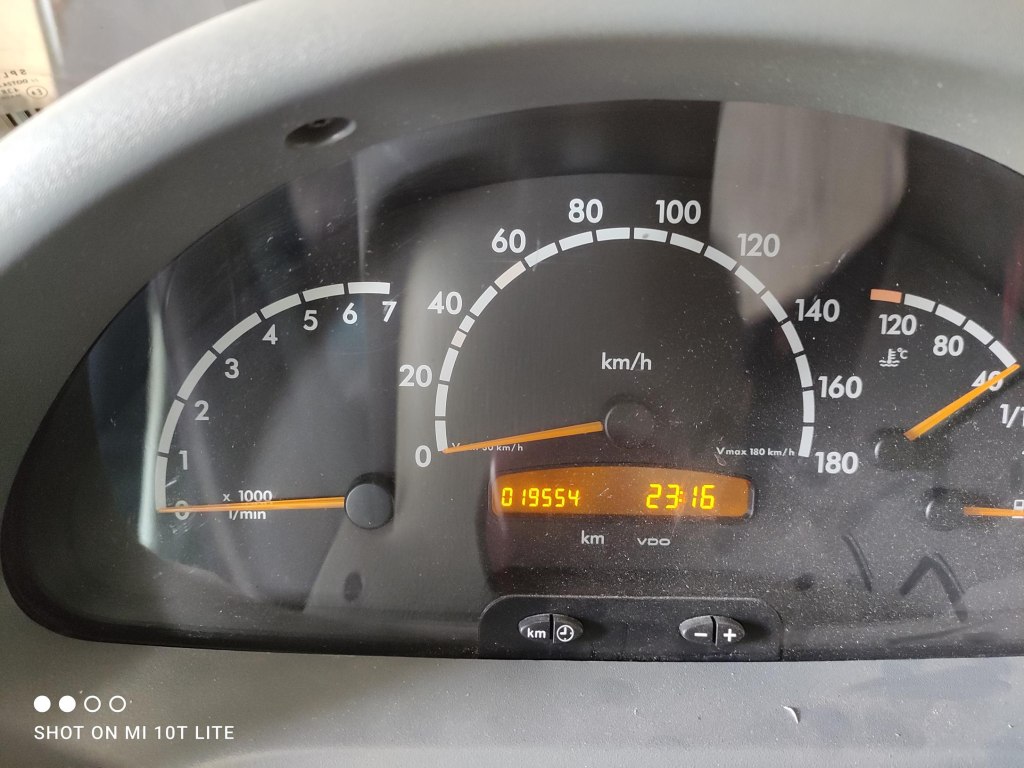 80 100
60 120
40 140
20 160
0 180
km/h
Vmax 180 km/h
7
6
5
4
3
2
1
0
x 1000
1/min
120
80
40
°C
1/1
019554 23:16
km VDO
km - +
SHOT ON MI 10T LITE